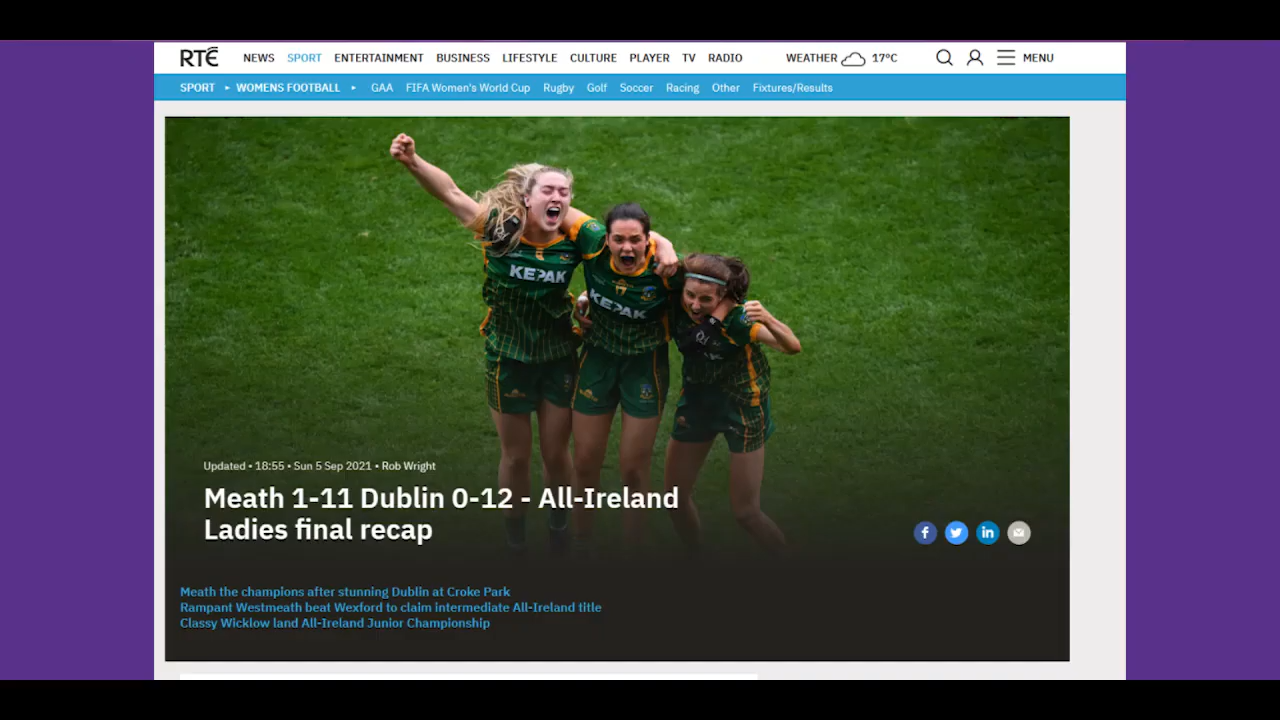 RTÉ NEWS SPORT ENTERTAINMENT BUSINESS LIFESTYLE CULTURE PLAYER TV RADIO WEATHER 17°C MENU
SPORT ▸ WOMENS FOOTBALL ▸ GAA FIFA Women's World Cup Rugby Golf Soccer Racing Other Fixtures/Results
KEPAK
KEPAK
Updated • 18:55 • Sun 5 Sep 2021 • Rob Wright
Meath 1-11 Dublin 0-12 - All-Ireland
Ladies final recap
Meath the champions after stunning Dublin at Croke Park
Rampant Westmeath beat Wexford to claim intermediate All-Ireland title
Classy Wicklow land All-Ireland Junior Championship